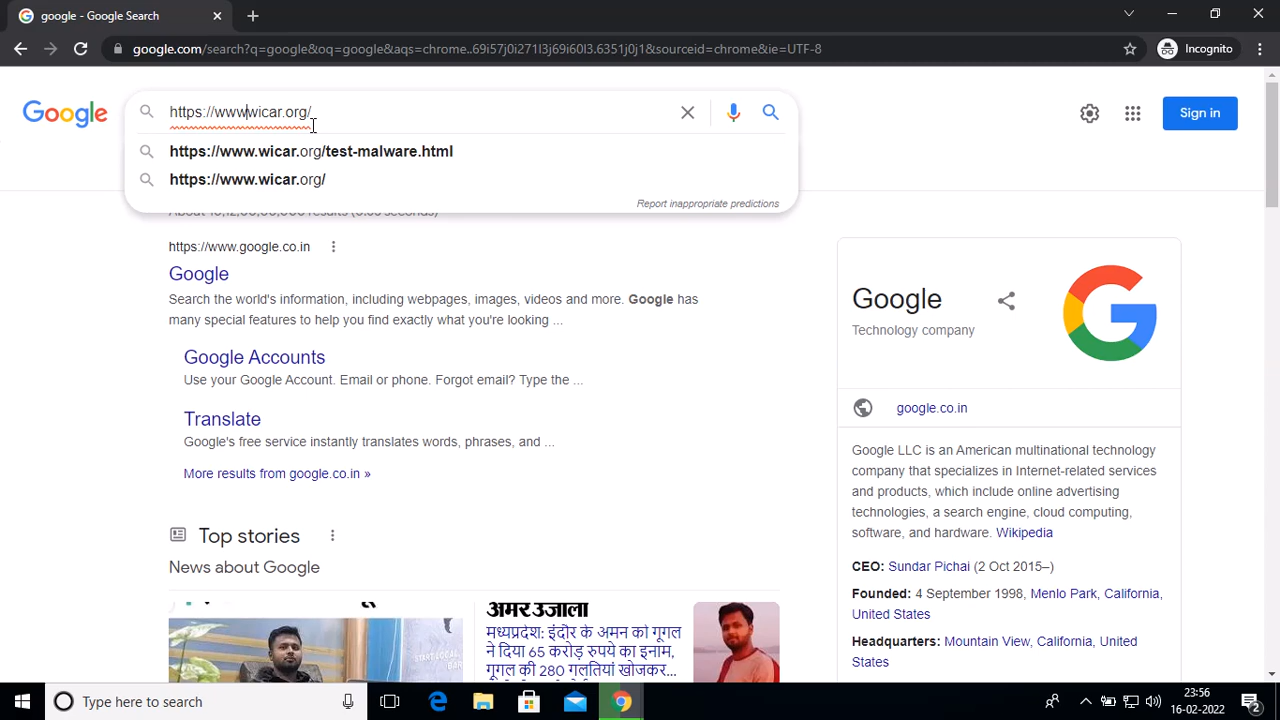 google - Google Search
google.com/search?q=google&oq=google&aqs=chrome..69i57j0i271l3j69i60l3.6351j0j1&sourceid=chrome&ie=UTF-8
Incognito
Google
https://wwwwicar.org/
Sign in
https://www.wicar.org/test-malware.html
https://www.wicar.org/
Report inappropriate predictions
https://www.google.co.in
Google
Search the world's information, including webpages, images, videos and more. Google has
many special features to help you find exactly what you're looking ...
Google Accounts
Use your Google Account. Email or phone. Forgot email? Type the ...
Translate
Google's free service instantly translates words, phrases, and ...
More results from google.co.in »
Top stories
News about Google
अमर उजाला
मध्यप्रदेश: इंदौर के अमन को गूगल
ने दिया 65 करोड़ रुपये का इनाम,
गूगल की 280 गलतियां खोजकर...
Google
Technology company
google.co.in
Google LLC is an American multinational technology
company that specializes in Internet-related services
and products, which include online advertising
technologies, a search engine, cloud computing,
software, and hardware. Wikipedia
CEO: Sundar Pichai (2 Oct 2015–)
Founded: 4 September 1998, Menlo Park, California,
United States
Headquarters: Mountain View, California, United
States
Type here to search
23:56
16-02-2022
2